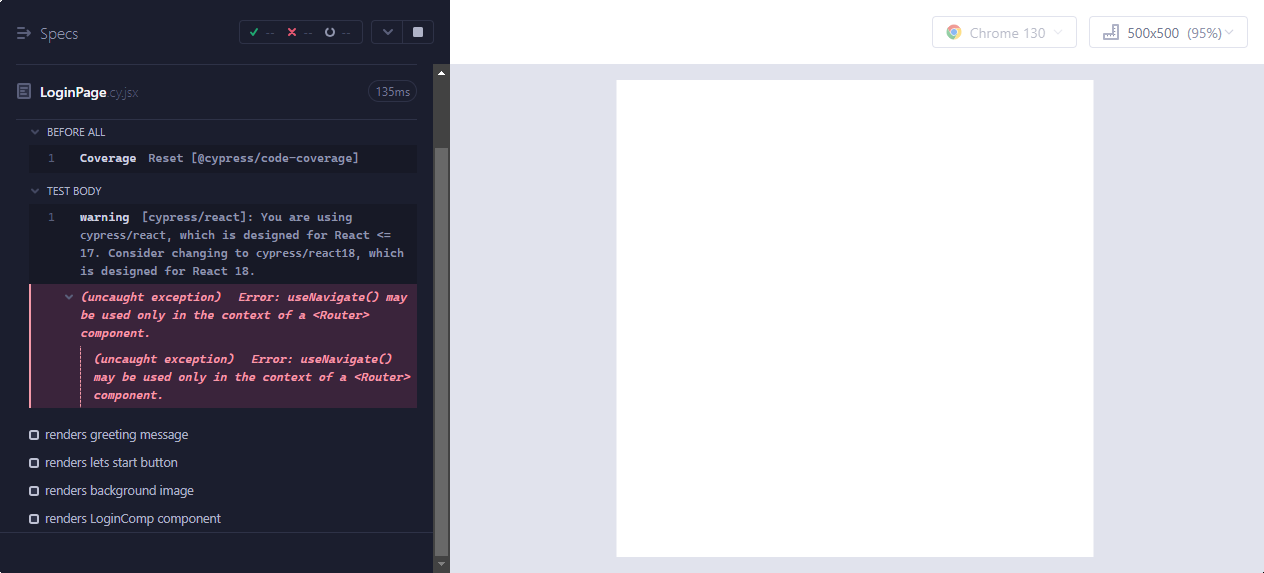 Specs
-- -- --
Chrome 130
500x500 (95%)
LoginPage.cy.jsx
135ms
BEFORE ALL
1 Coverage Reset [@cypress/code-coverage]
TEST BODY
1 warning [cypress/react]: You are using
cypress/react, which is designed for React <=
17. Consider changing to cypress/react18, which
is designed for React 18.
(uncaught exception) Error: useNavigate() may
be used only in the context of a <Router>
component.
(uncaught exception) Error: useNavigate()
may be used only in the context of a <Router>
component.
renders greeting message
renders lets start button
renders background image
renders LoginComp component